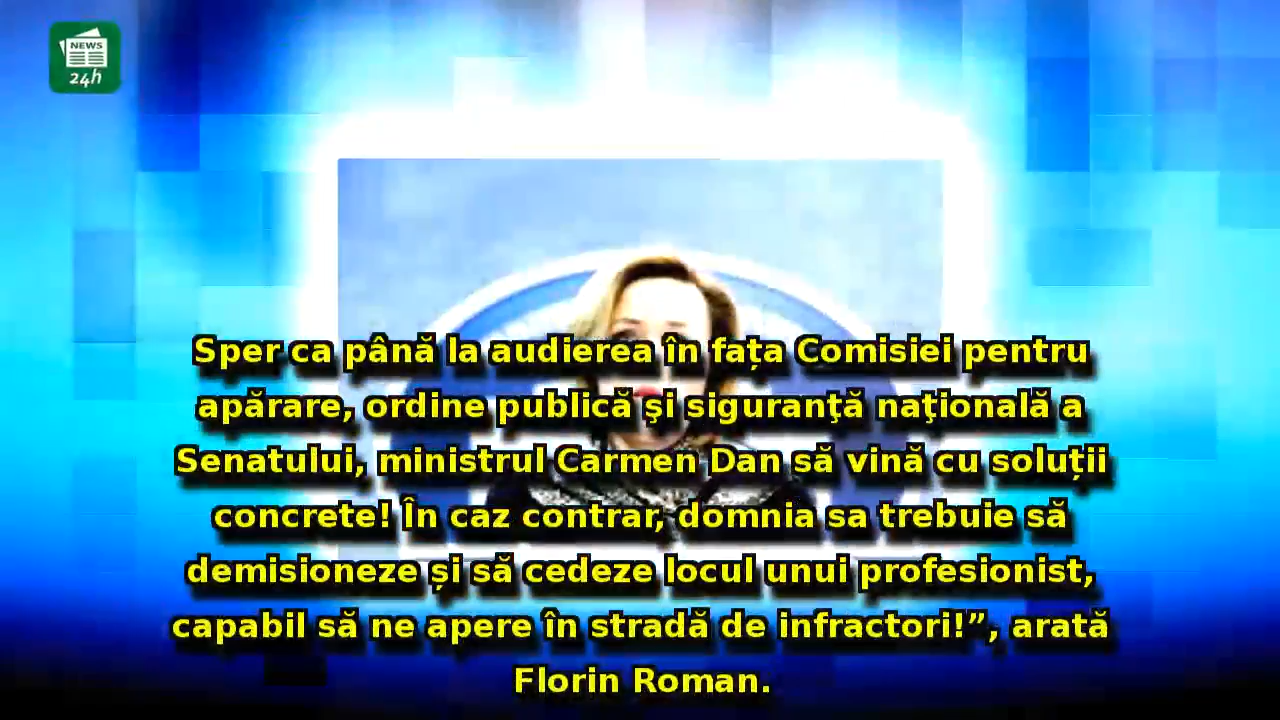 NEWS
24h
Sper ca până la audierea în fața Comisiei pentru
apărare, ordine publică şi siguranţă naţională a
Senatului, ministrul Carmen Dan să vină cu soluții
concrete! În caz contrar, domnia sa trebuie să
demisioneze și să cedeze locul unui profesionist,
capabil să ne apere în stradă de infractori!”, arată
Florin Roman.